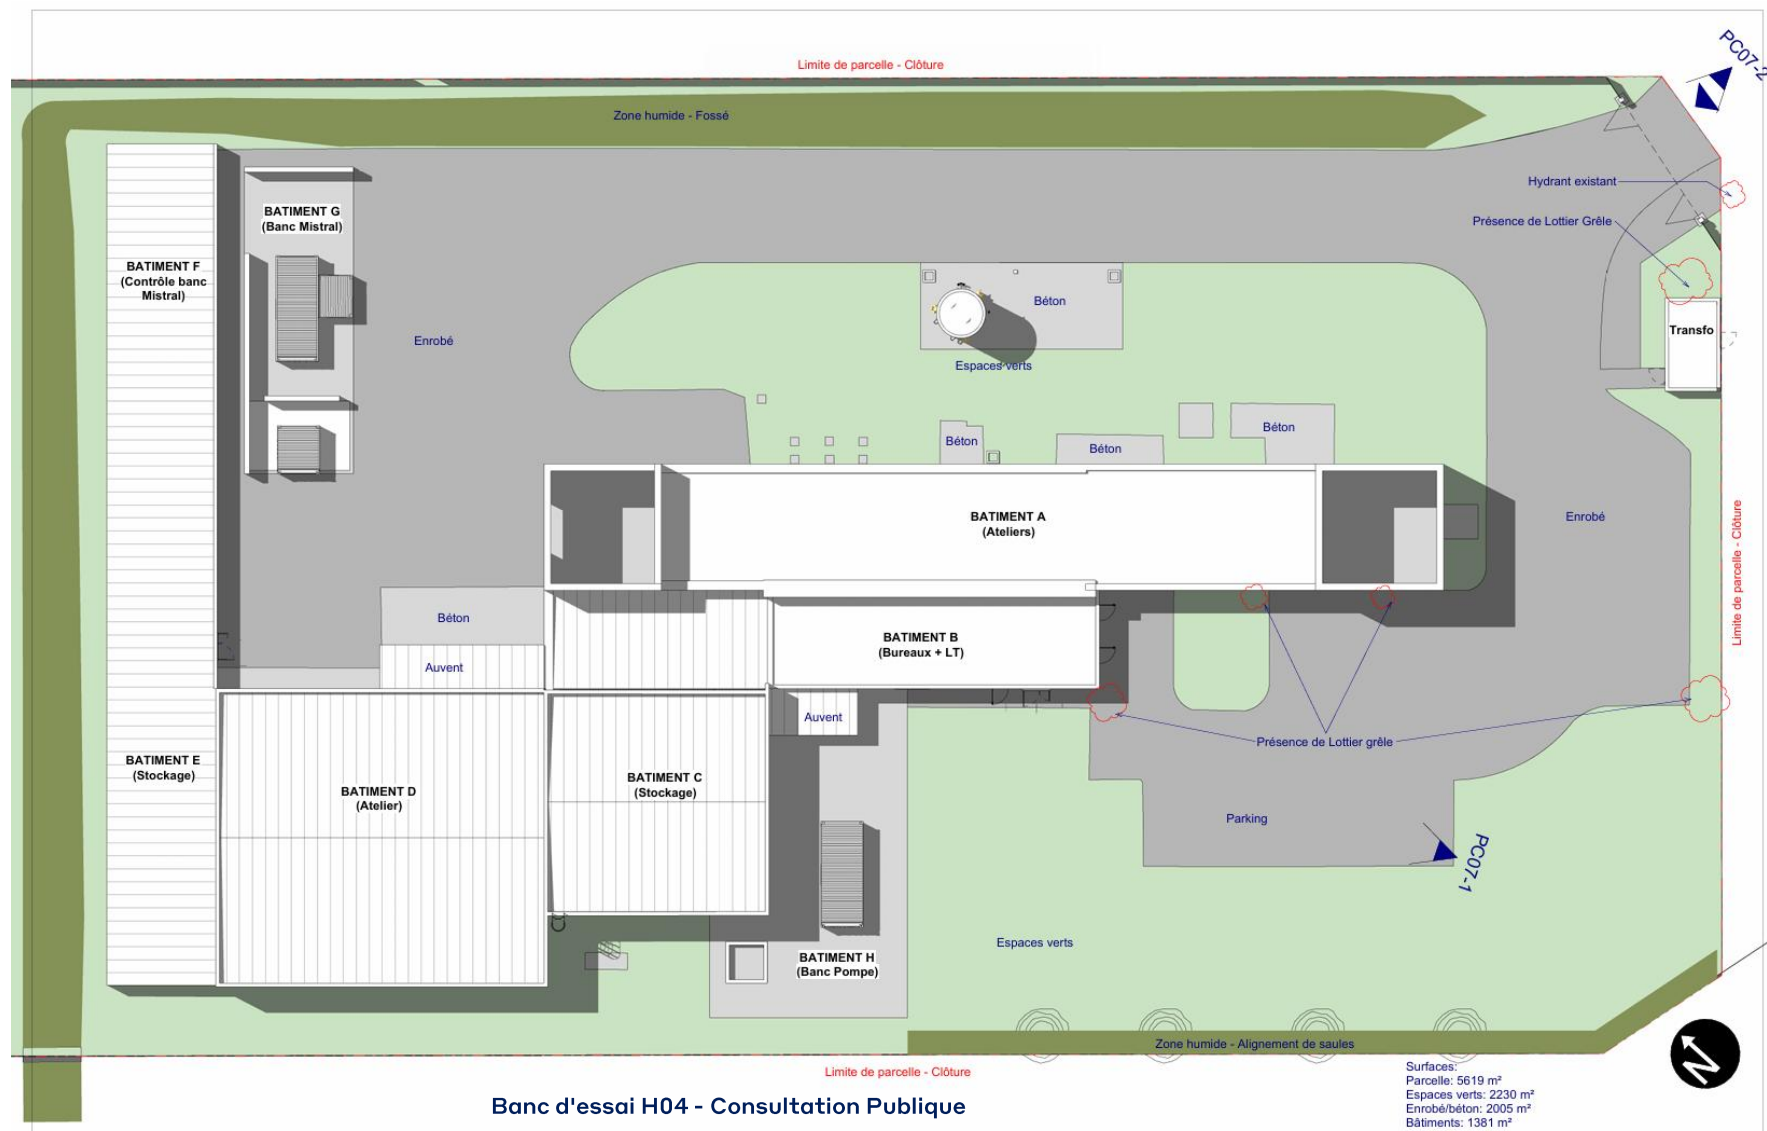 PC07-2
Limite de parcelle - Clôture
Zone humide - Fossé
Hydrant existant
Présence de Lottier Grêle
BATIMENT G
(Banc Mistral)
BATIMENT F
(Contrôle banc
Mistral)
Béton
Transfo
Enrobé
Espaces verts
Béton
Béton
Béton
BATIMENT A
(Ateliers)
Enrobé
Limite de parcelle - Clôture
Béton
BATIMENT B
(Bureaux + LT)
Auvent
Auvent
Présence de Lottier grêle
BATIMENT E
(Stockage)
BATIMENT D
(Atelier)
BATIMENT C
(Stockage)
Parking
PC07-1
Espaces verts
BATIMENT H
(Banc Pompe)
Zone humide - Alignement de saules
Limite de parcelle - Clôture
N
Surfaces:
Parcelle: 5619 m²
Espaces verts: 2230 m²
Enrobé/béton: 2005 m²
Bâtiments: 1381 m²
Banc d'essai H04 - Consultation Publique